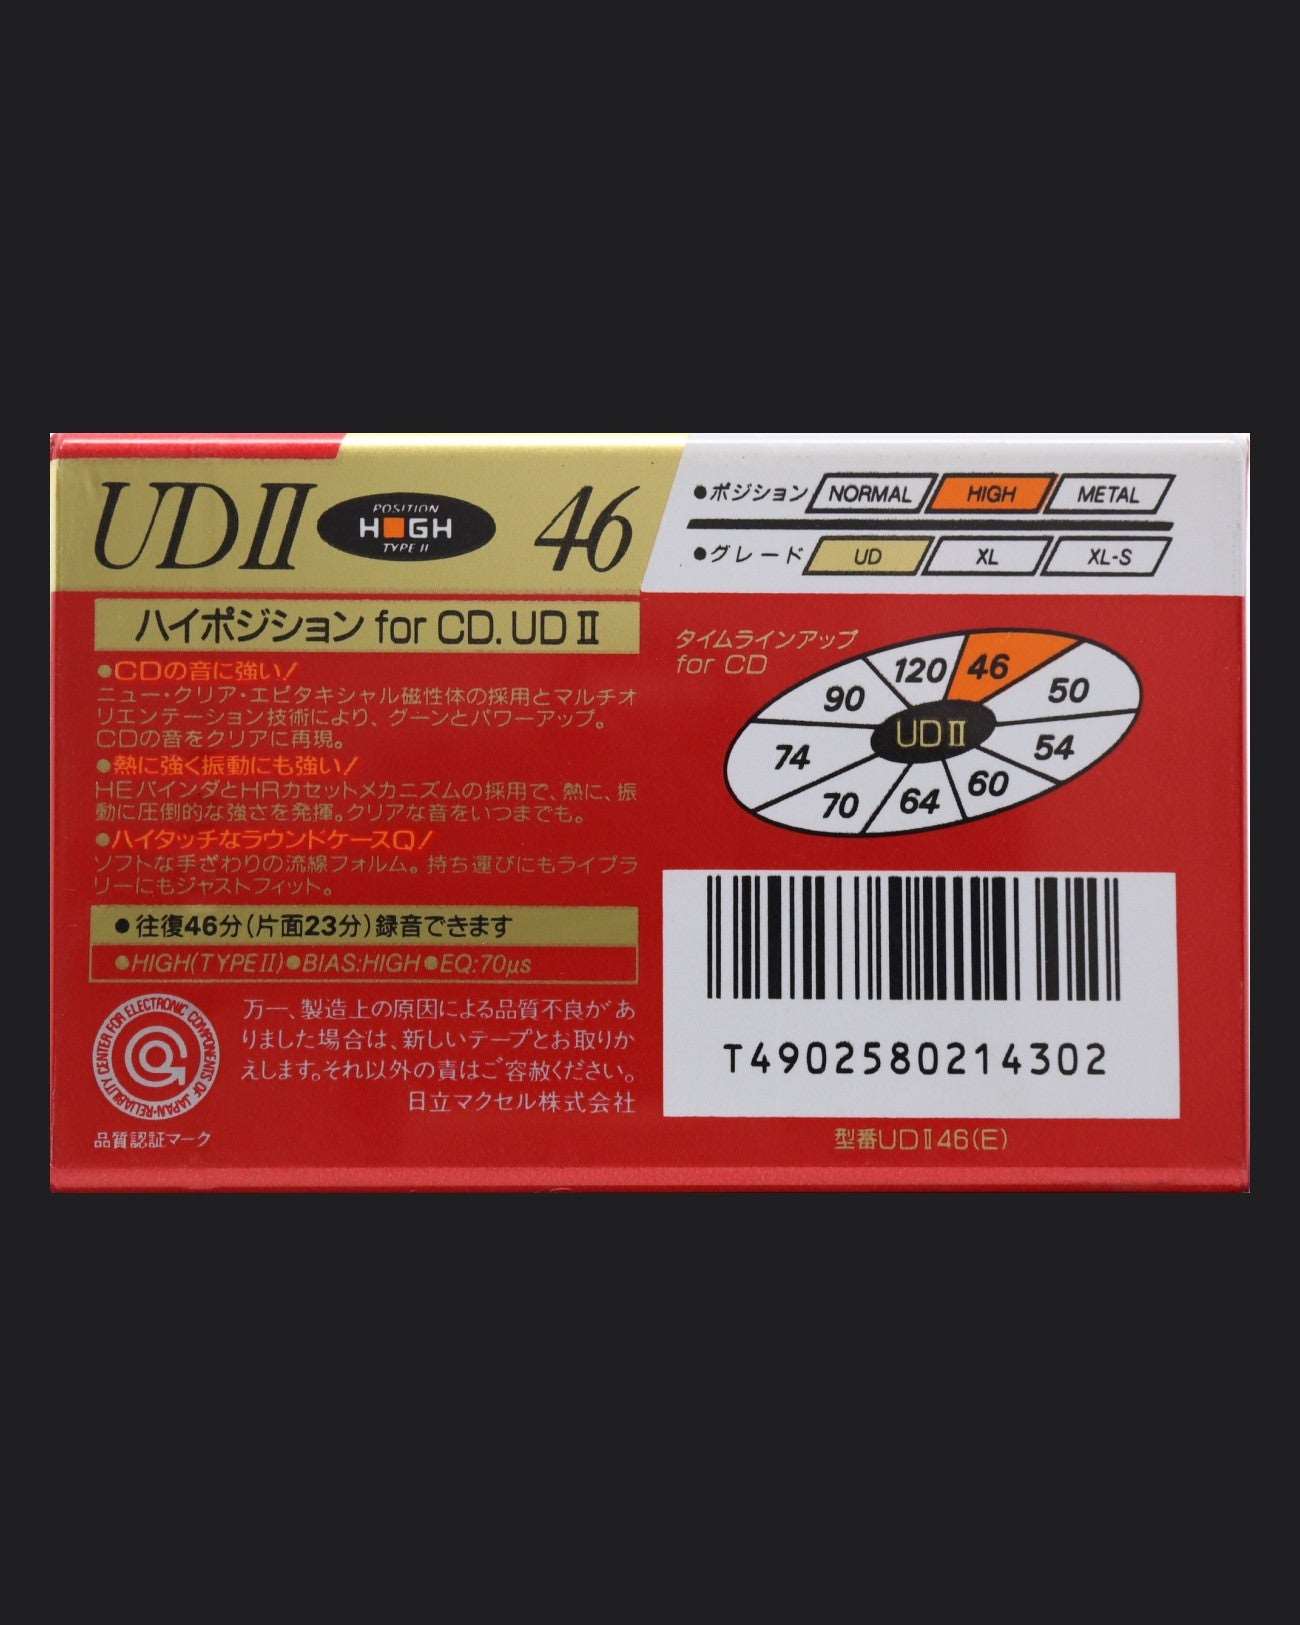 UDⅡ
POSITION
HIGH
TYPE II
46
●ポジション NORMAL HIGH METAL
●グレード UD XL XL-S
ハイポジション for CD. UDⅡ
●CDの音に強い!
ニュー・クリア・エピタキシャル磁性体の採用とマルチオ
リエンテーション技術により、グーンとパワーアップ。
CDの音をクリアに再現。
●熱に強く振動にも強い!
HEバインダとHRカセットメカニズムの採用で、熱に、振
動に圧倒的な強さを発揮。クリアな音をいつまでも。
●ハイタッチなラウンドケースQ!
ソフトな手ざわりの流線フォルム。持ち運びにもライブラ
リーにもジャストフィット。
●往復46分(片面23分)録音できます
●HIGH(TYPEⅡ)●BIAS:HIGH●EQ:70μs
RELIABILITY CENTER FOR ELECTRONIC COMPONENTS OF JAPAN
品質認証マーク
万一、製造上の原因による品質不良があ
りました場合は、新しいテープとお取りか
えします。それ以外の責はご容赦ください。
日立マクセル株式会社
タイムラインアップ
for CD
120
46
90
50
UDⅡ
74
54
70
64
60
T4902580214302
型番UDⅡ46(E)